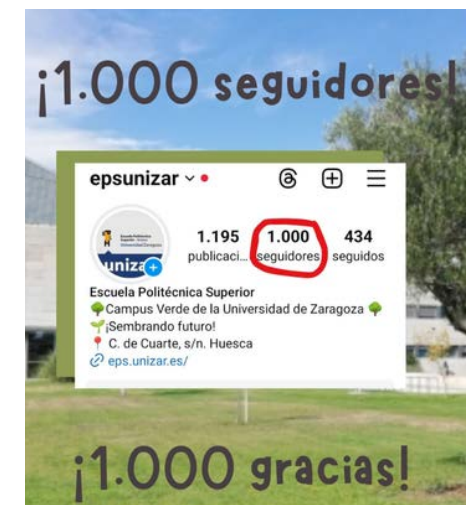 ¡1.000 seguidores!
epsunizar
1.195 1.000 434
publicaci... seguidores seguidos
unizar
Escuela Politécnica Superior
Campus Verde de la Universidad de Zaragoza
¡Sembrando futuro!
C. de Cuarte, s/n. Huesca
eps.unizar.es/
¡1.000 gracias!